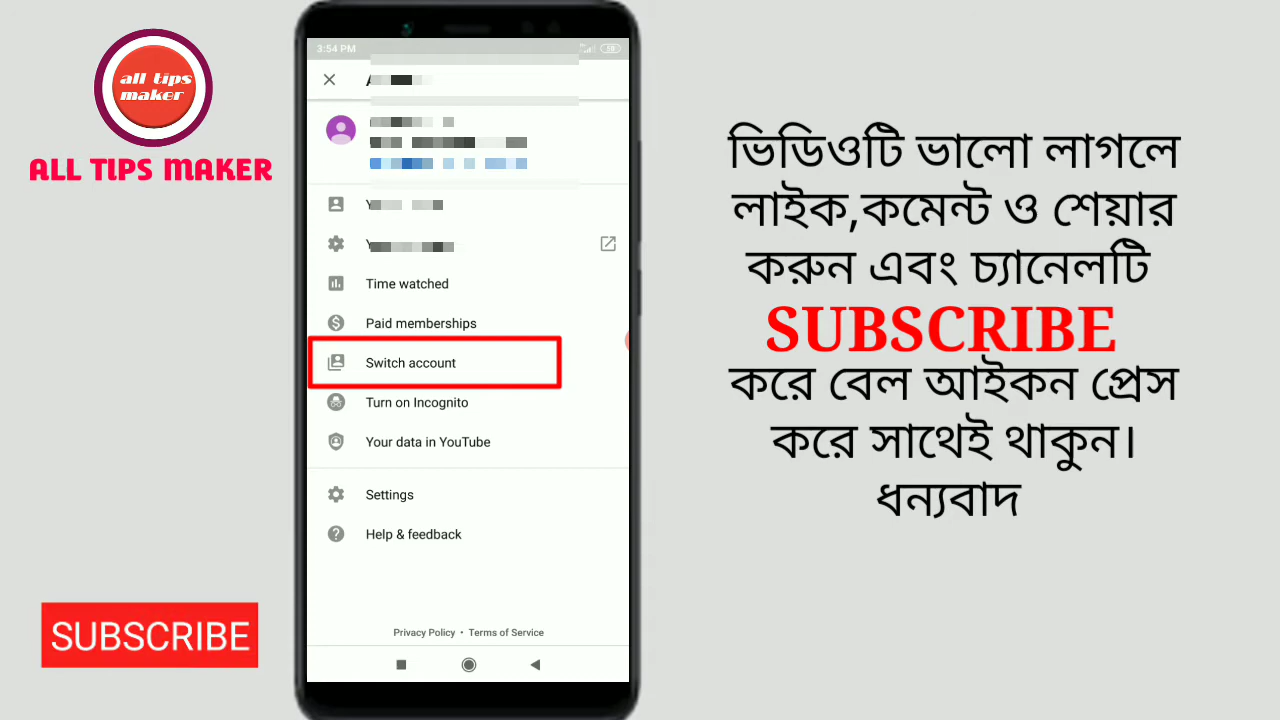 all tips
maker
ALL TIPS MAKER
3:54 PM
58
Time watched
Paid memberships
Switch account
Turn on Incognito
Your data in YouTube
Settings
Help & feedback
Privacy Policy • Terms of Service
SUBSCRIBE
ভিডিওটি ভালো লাগলে
লাইক,কমেন্ট ও শেয়ার
করুন এবং চ্যানেলটি
SUBSCRIBE
করে বেল আইকন প্রেস
করে সাথেই থাকুন।
ধন্যবাদ